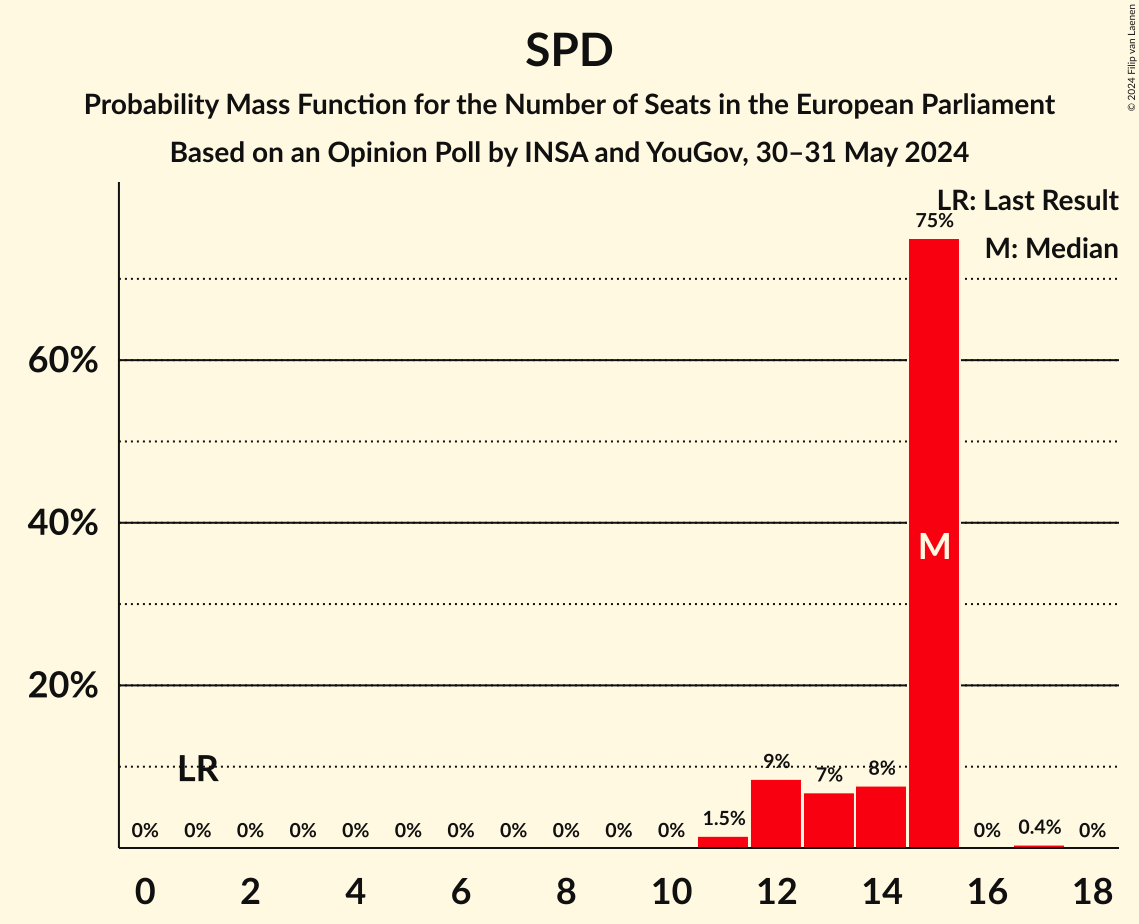 SPD
Probability Mass Function for the Number of Seats in the European Parliament
Based on an Opinion Poll by INSA and YouGov, 30–31 May 2024
© 2024 Filip van Laenen
LR: Last Result
M: Median
75%
60%
40%
20%
M
LR
0% 0% 0% 0% 0% 0% 0% 0% 0% 0% 0% 1.5% 9% 7% 8% 0% 0.4% 0%
0 2 4 6 8 10 12 14 16 18